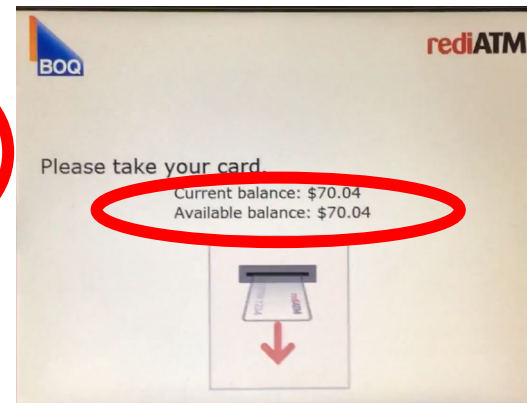 BOQ
rediATM
Please take your card.
Current balance: $70.04
Available balance: $70.04